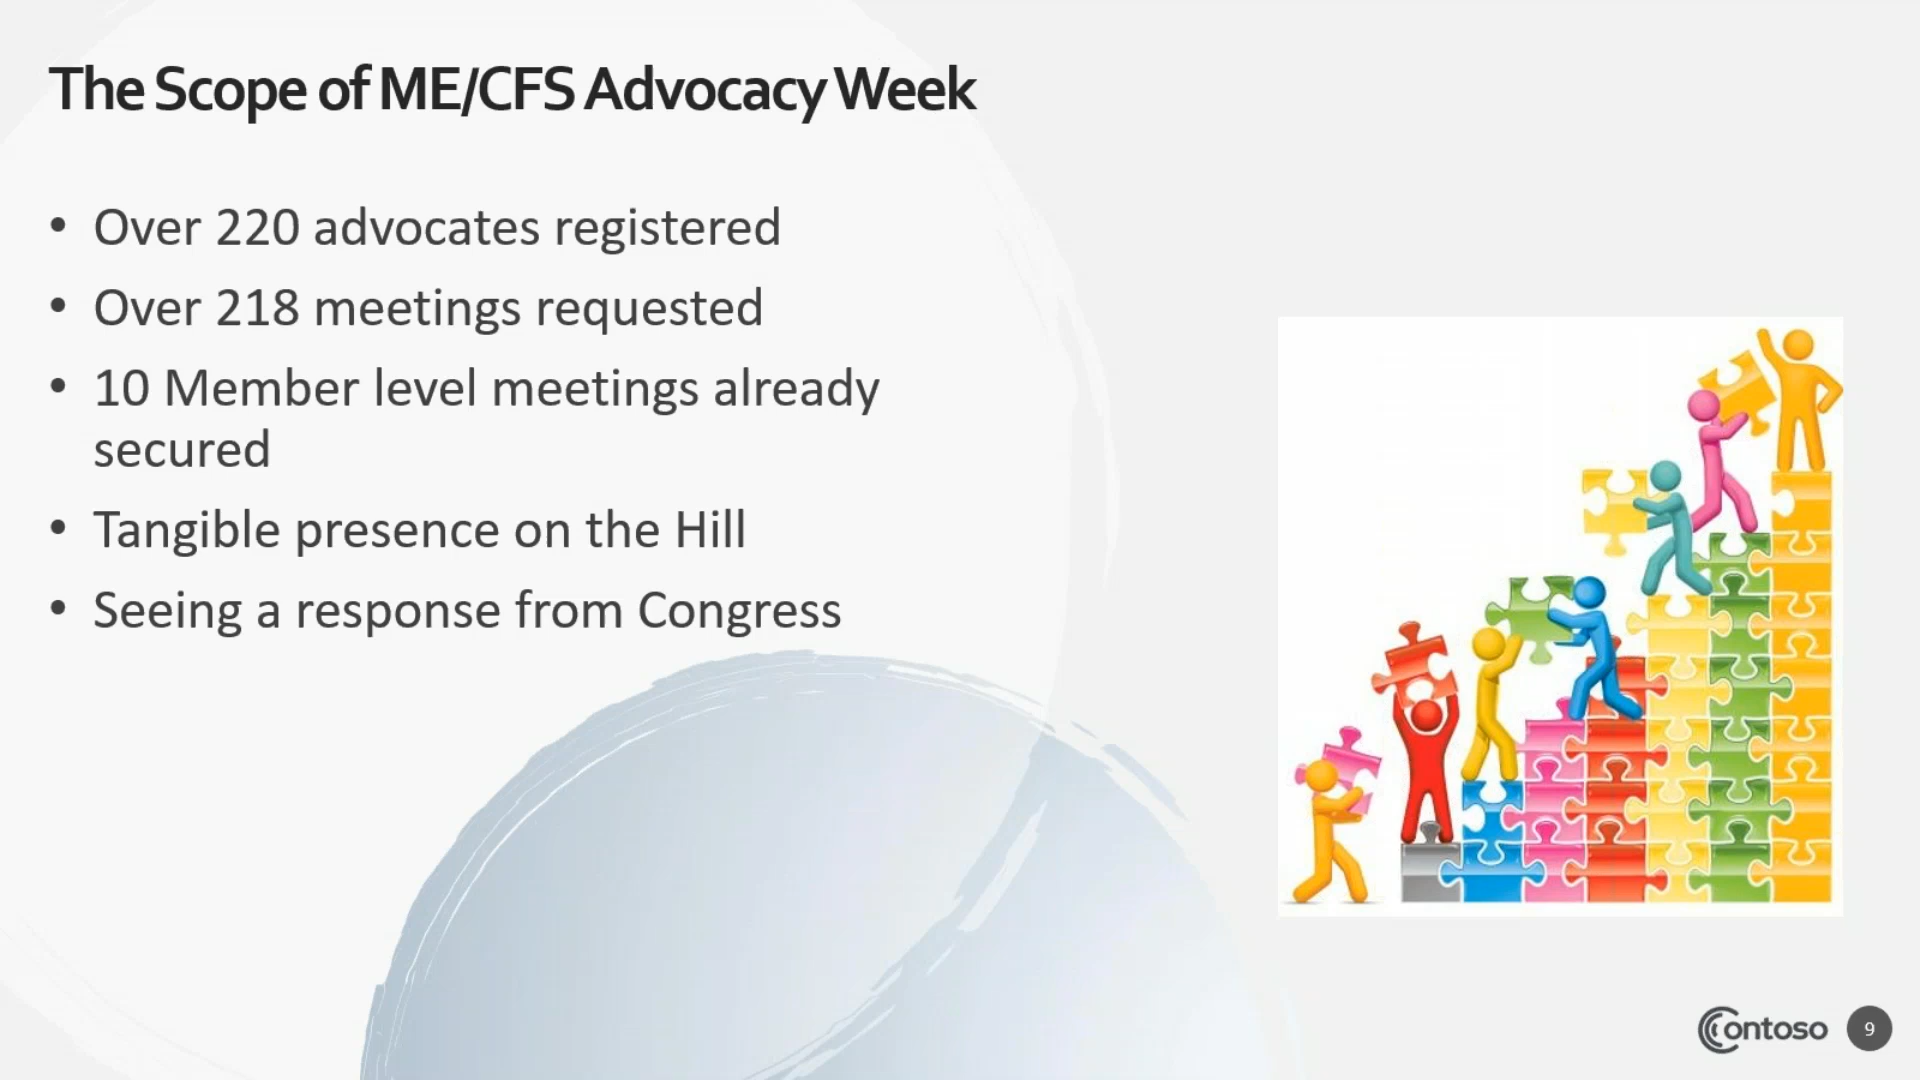 The Scope of ME/CFS Advocacy Week
• Over 220 advocates registered
• Over 218 meetings requested
• 10 Member level meetings already
secured
• Tangible presence on the Hill
• Seeing a response from Congress
Contoso
9